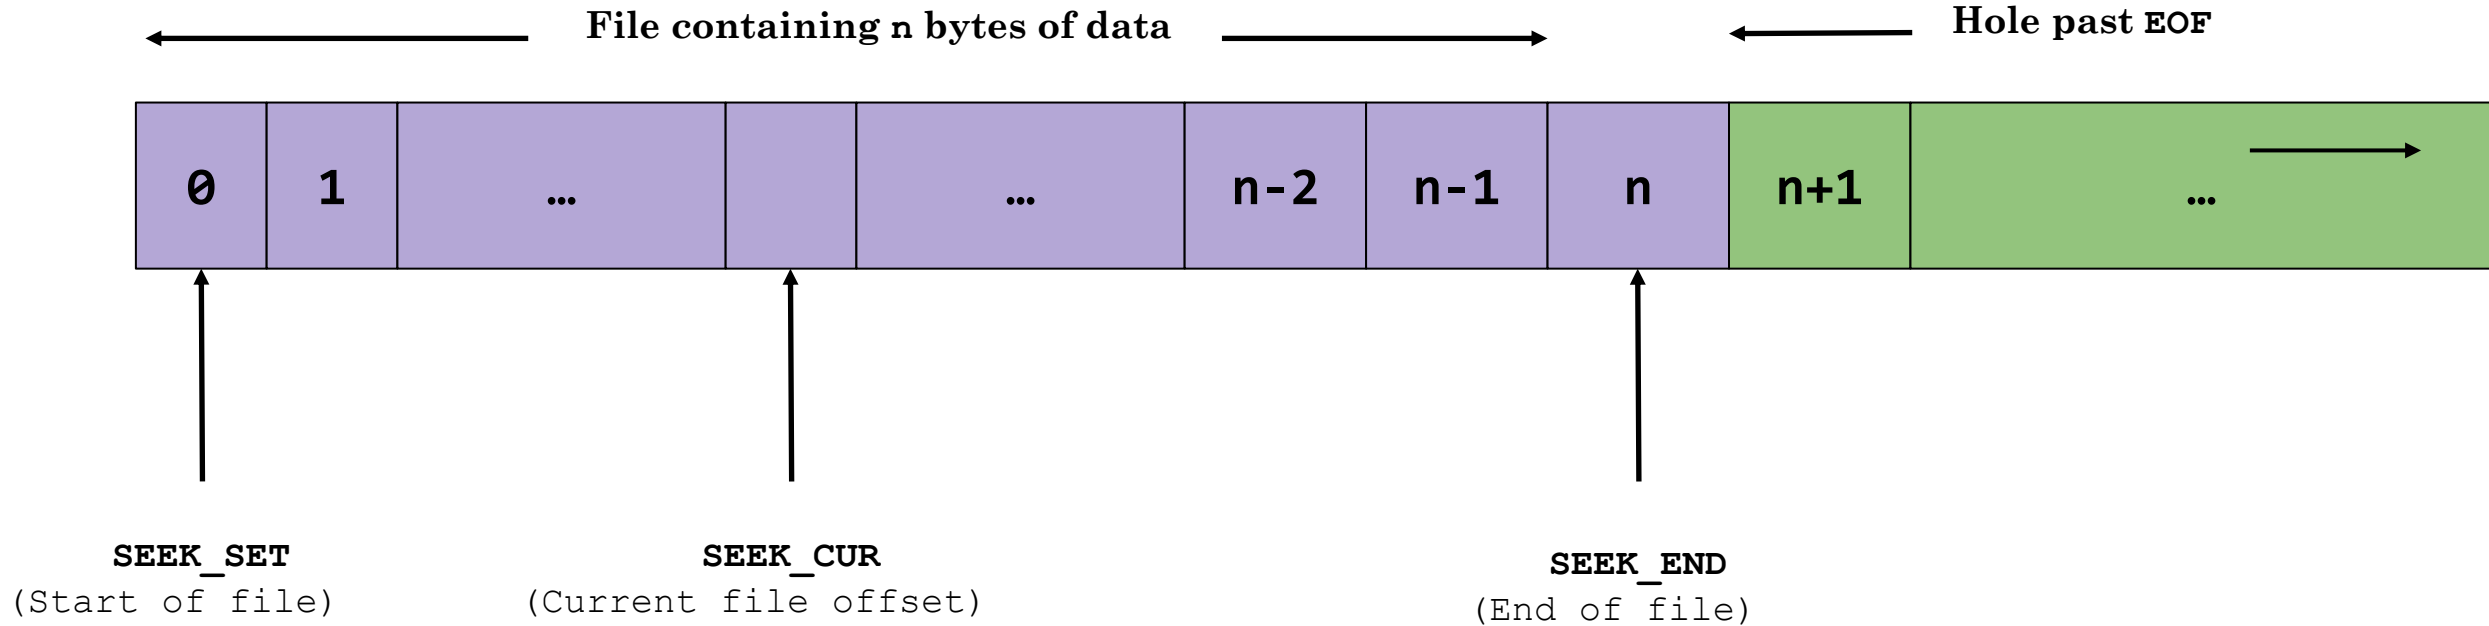 File containing n bytes of data
Hole past EOF
0 1 … … n-2 n-1 n n+1 …
SEEK_SET
(Start of file)
SEEK_CUR
(Current file offset)
SEEK_END
(End of file)